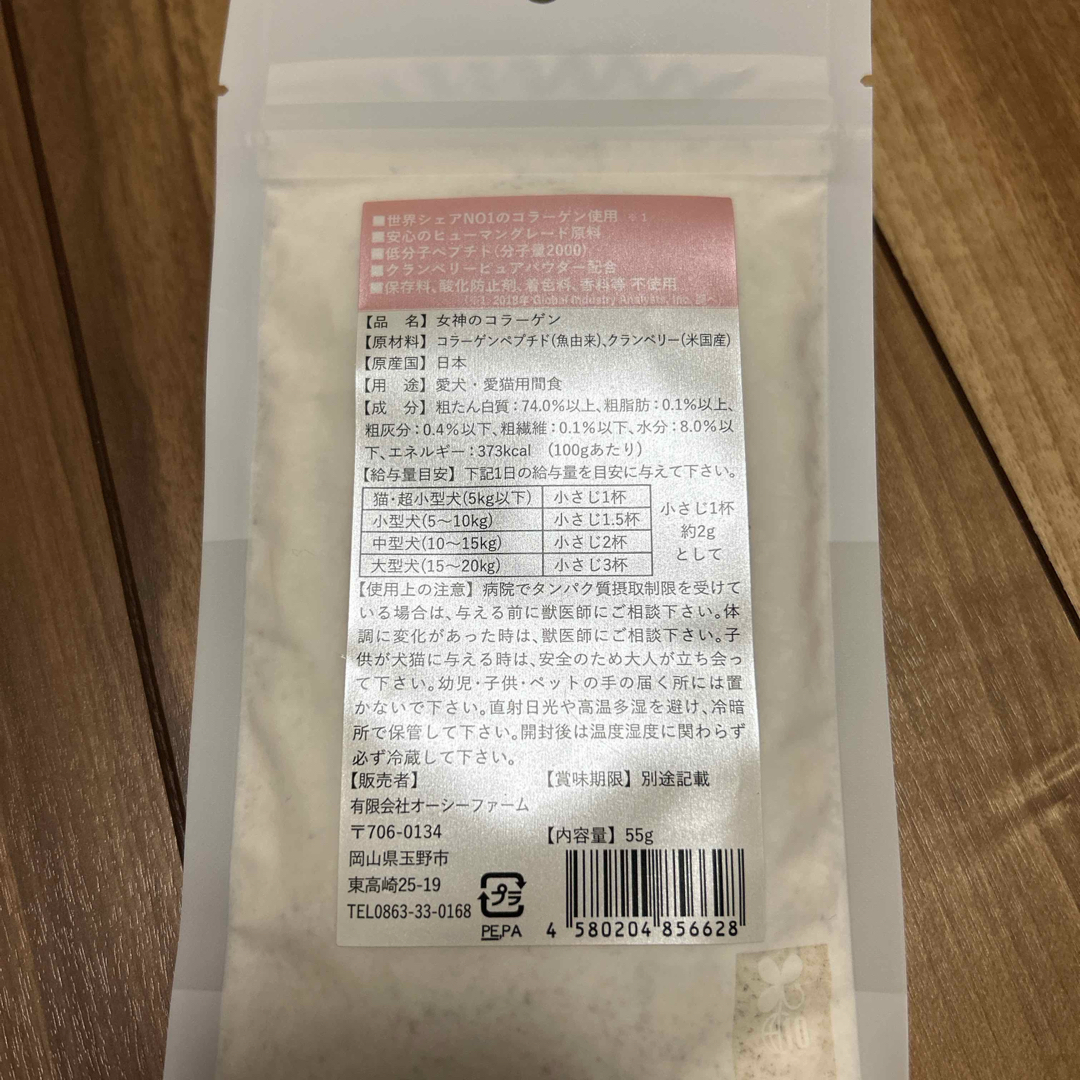 ■世界シェアNO1のコラーゲン使用 ※1
■安心のヒューマングレード原料
■低分子ペプチド(分子量2000)
■クランベリーピュアパウダー配合
■保存料、酸化防止剤、着色料、香料等 不使用
(※1 2018年 Global Industry Analysts, Inc. 調べ)
【品　名】女神のコラーゲン
【原材料】コラーゲンペプチド(魚由来)、クランベリー(米国産)
【原産国】日本
【用　途】愛犬・愛猫用間食
【成　分】粗たん白質：74.0%以上、粗脂肪：0.1%以上、
粗灰分：0.4%以下、粗繊維：0.1%以下、水分：8.0%以
下、エネルギー：373kcal　(100gあたり)
【給与量目安】下記1日の給与量を目安に与えて下さい。
猫・超小型犬(5kg以下) 小さじ1杯
小型犬(5〜10kg) 小さじ1.5杯
中型犬(10〜15kg) 小さじ2杯
大型犬(15〜20kg) 小さじ3杯
小さじ1杯
約2g
として
【使用上の注意】病院でタンパク質摂取制限を受けて
いる場合は、与える前に獣医師にご相談下さい。体
調に変化があった時は、獣医師にご相談下さい。子
供が犬猫に与える時は、安全のため大人が立ち会っ
て下さい。幼児・子供・ペットの手の届く所には置
かないで下さい。直射日光や高温多湿を避け、冷暗
所で保管して下さい。開封後は温度湿度に関わらず
必ず冷蔵して下さい。
【販売者】
【賞味期限】別途記載
有限会社オーシーファーム
〒706-0134
【内容量】55g
岡山県玉野市
東高崎25-19
TEL0863-33-0168
プラ
PE,PA
4 580204 856628